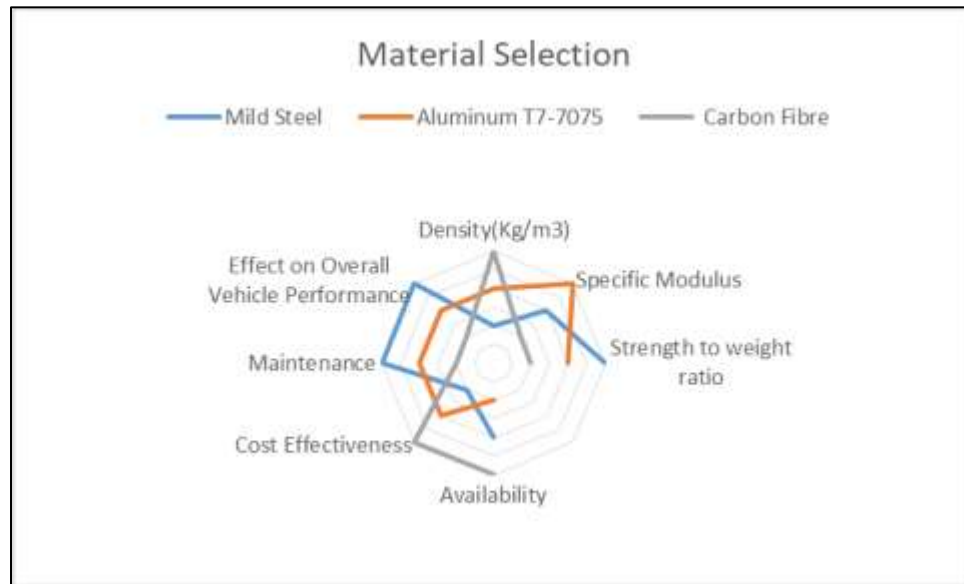 Material Selection
Mild Steel
Aluminum T7-7075
Carbon Fibre
Density(Kg/m3)
Effect on Overall
Vehicle Performance
Specific Modulus
Maintenance
Strength to weight
ratio
Cost Effectiveness
Availability